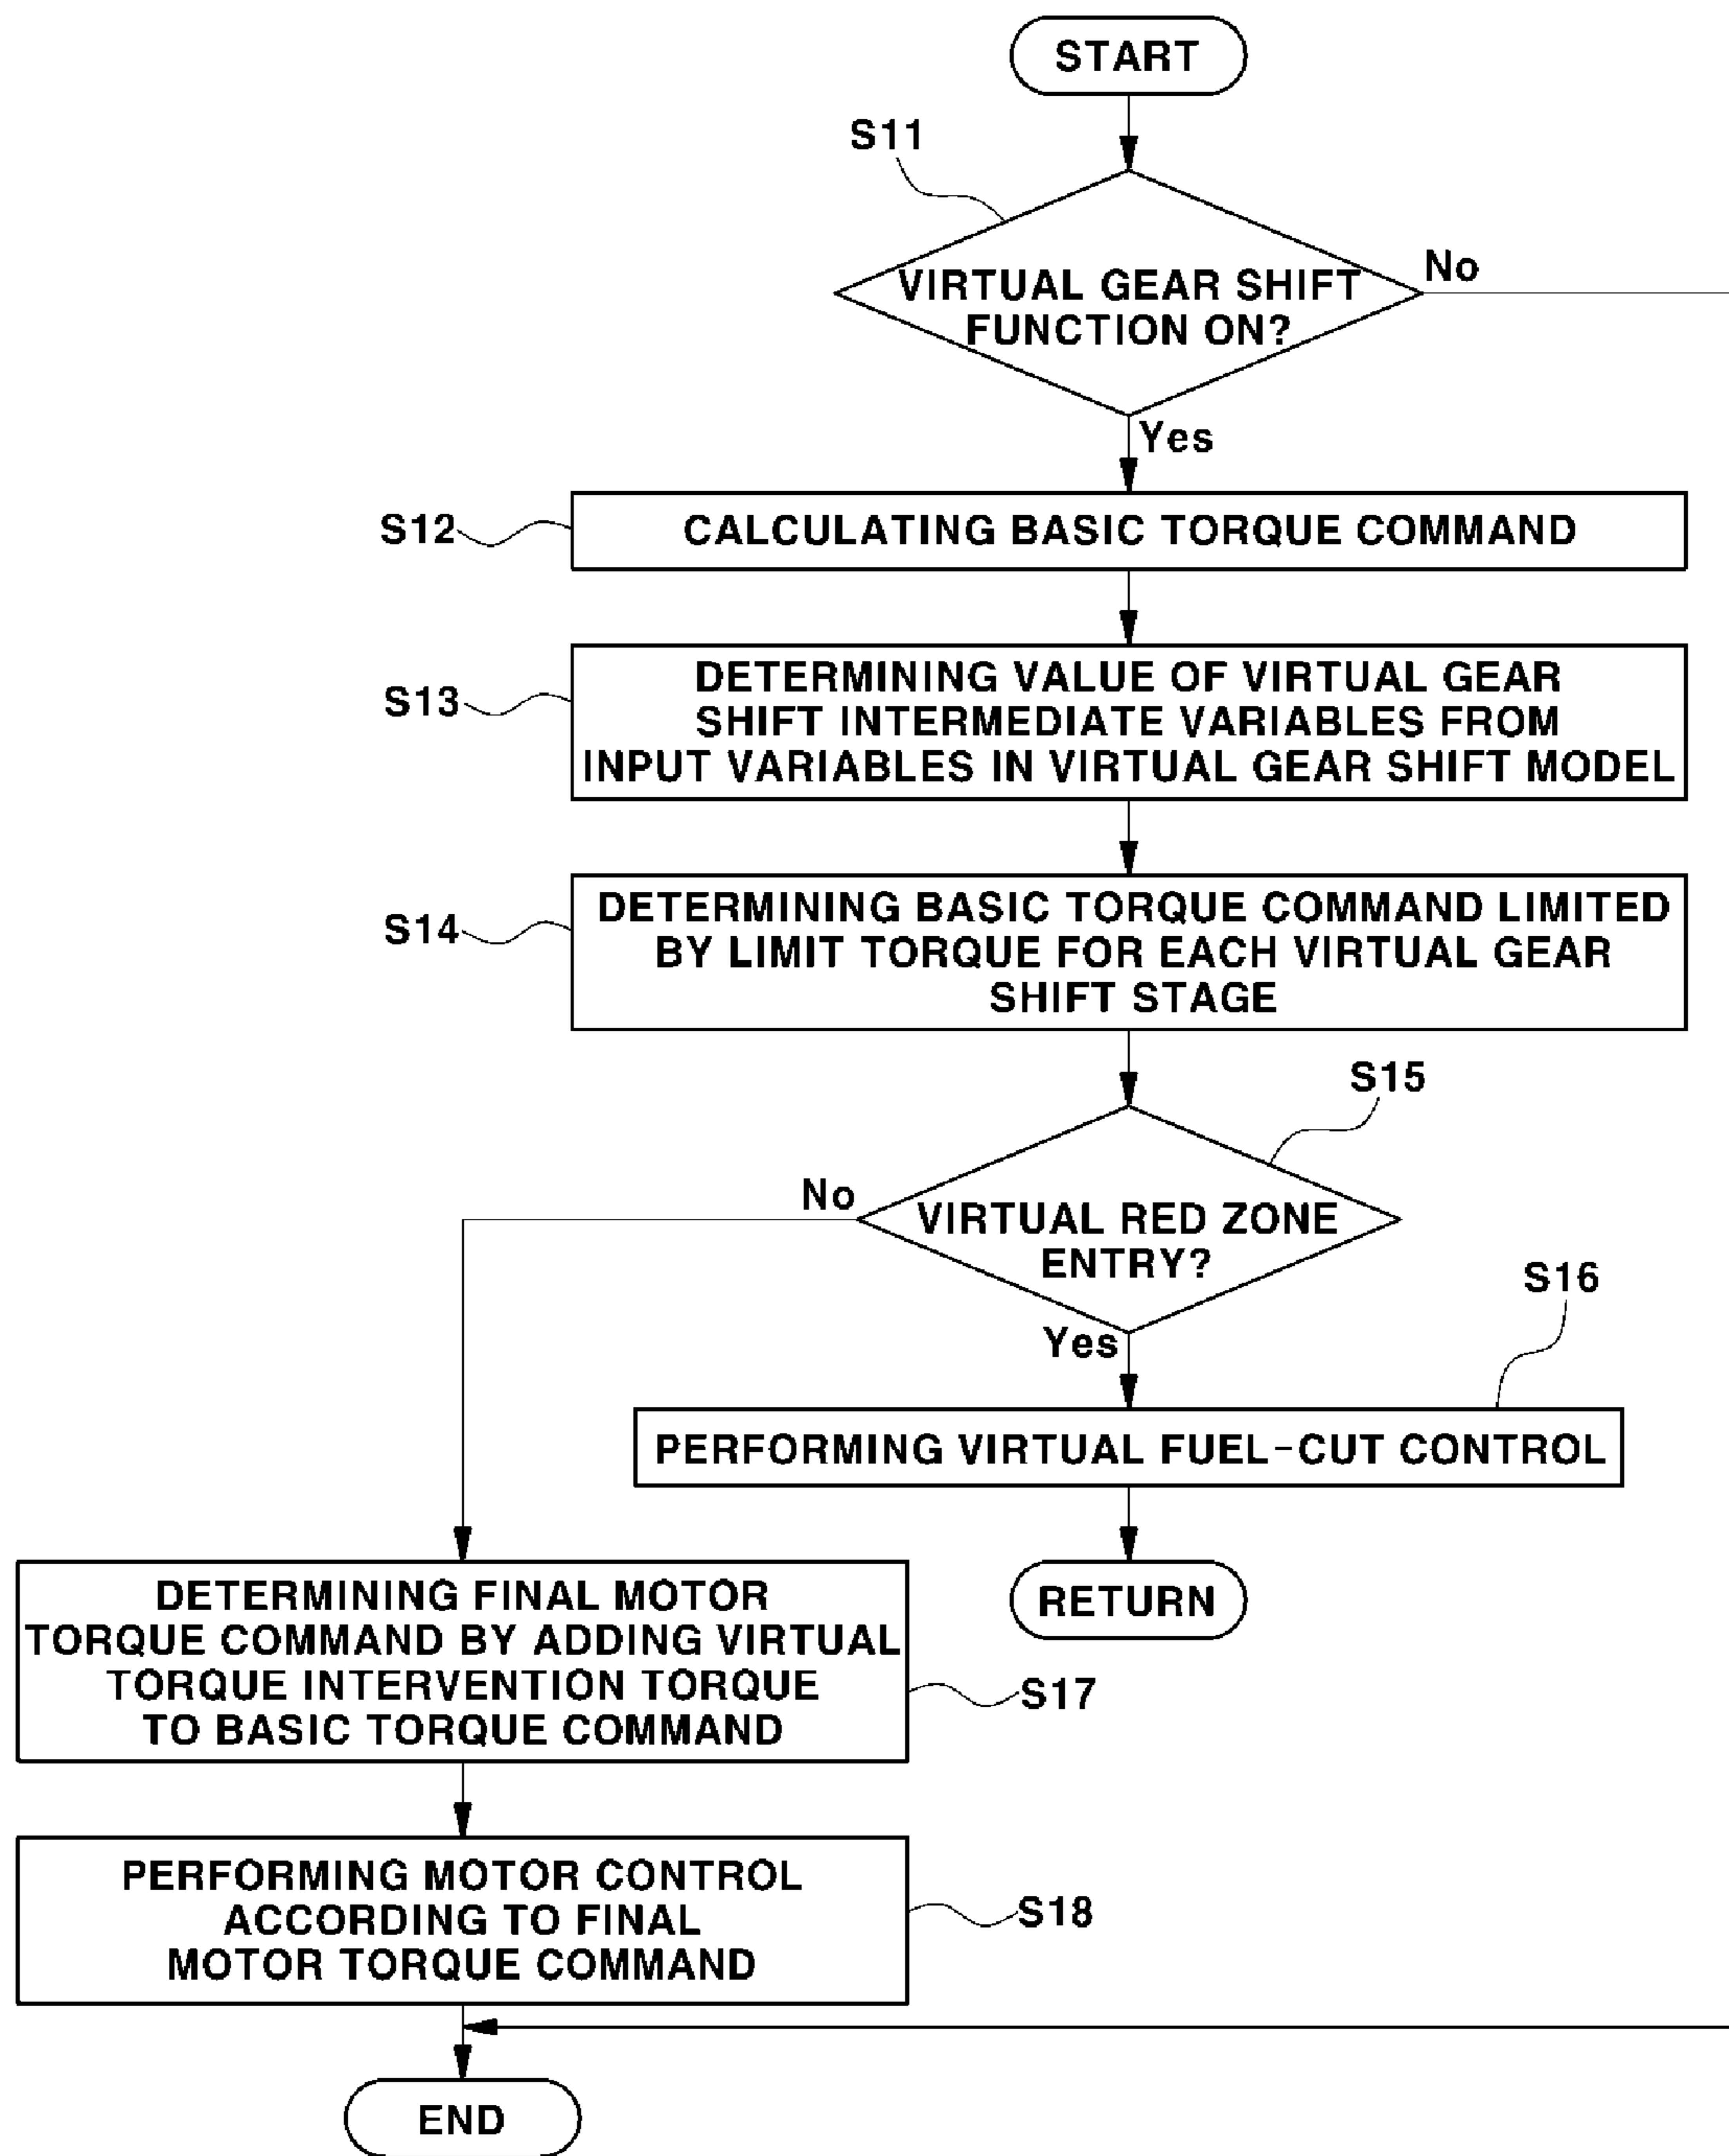 START
S11
VIRTUAL GEAR SHIFT
FUNCTION ON?
No
Yes
S12
CALCULATING BASIC TORQUE COMMAND
S13
DETERMINING VALUE OF VIRTUAL GEAR
SHIFT INTERMEDIATE VARIABLES FROM
INPUT VARIABLES IN VIRTUAL GEAR SHIFT MODEL
S14
DETERMINING BASIC TORQUE COMMAND LIMITED
BY LIMIT TORQUE FOR EACH VIRTUAL GEAR
SHIFT STAGE
S15
No
VIRTUAL RED ZONE
ENTRY?
Yes
S16
PERFORMING VIRTUAL FUEL-CUT CONTROL
RETURN
DETERMINING FINAL MOTOR
TORQUE COMMAND BY ADDING VIRTUAL
TORQUE INTERVENTION TORQUE
TO BASIC TORQUE COMMAND
S17
PERFORMING MOTOR CONTROL
ACCORDING TO FINAL
MOTOR TORQUE COMMAND
S18
END